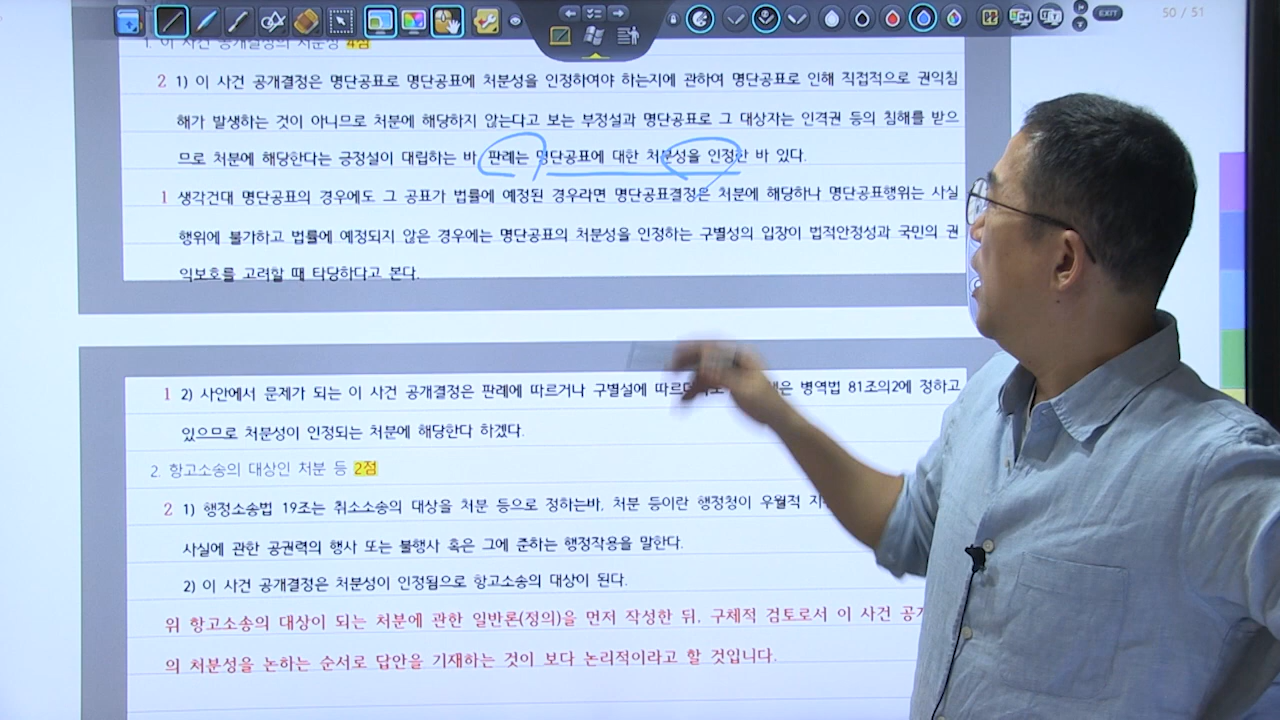 50 / 51
EXIT
1. 이 사건 공개결정의 처분성 4점
2 1) 이 사건 공개결정은 명단공표로 명단공표에 처분성을 인정하여야 하는지에 관하여 명단공표로 인해 직접적으로 권익침
해가 발생하는 것이 아니므로 처분에 해당하지 않는다고 보는 부정설과 명단공표로 그 대상자는 인격권 등의 침해를 받으
므로 처분에 해당한다는 긍정설이 대립하는 바, 판례는 명단공표에 대한 처분성을 인정한 바 있다.
1 생각건대 명단공표의 경우에도 그 공표가 법률에 예정된 경우라면 명단공표결정은 처분에 해당하나 명단공표행위는 사실
행위에 불가하고 법률에 예정되지 않은 경우에는 명단공표의 처분성을 인정하는 구별성의 입장이 법적안정성과 국민의 권
익보호를 고려할 때 타당하다고 본다.
1 2) 사안에서 문제가 되는 이 사건 공개결정은 판례에 따르거나 구별설에 병역법 81조의2에 정하고
있으므로 처분성이 인정되는 처분에 해당한다 하겠다.
2. 항고소송의 대상인 처분 등 2점
2 1) 행정소송법 19조는 취소소송의 대상을 처분 등으로 정하는바, 처분 등이란 행정청이 우월적
사실에 관한 공권력의 행사 또는 불행사 혹은 그에 준하는 행정작용을 말한다.
2) 이 사건 공개결정은 처분성이 인정됨으로 항고소송의 대상이 된다.
위 항고소송의 대상이 되는 처분에 관한 일반론(정의)을 먼저 작성한 뒤, 구체적 검토로서 이 사건
의 처분성을 논하는 순서로 답안을 기재하는 것이 보다 논리적이라고 할 것입니다.